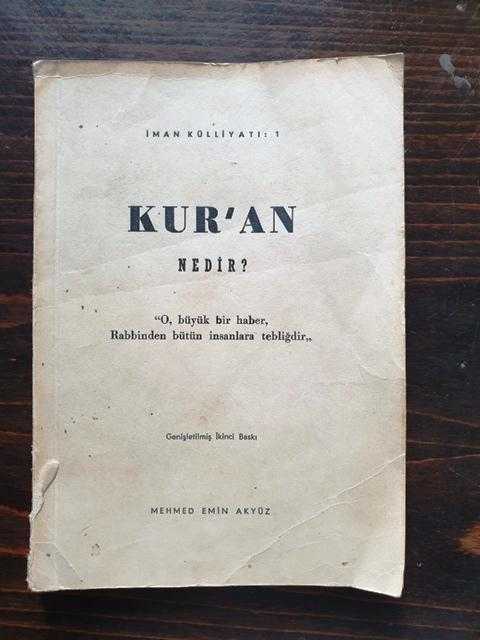 İMAN KÜLLİYATI: 1
KUR'AN
NEDİR?
“O, büyük bir haber,
Rabbinden bütün insanlara tebliğdir„
Genişletilmiş İkinci Baskı
MEHMED EMİN AKYÜZ